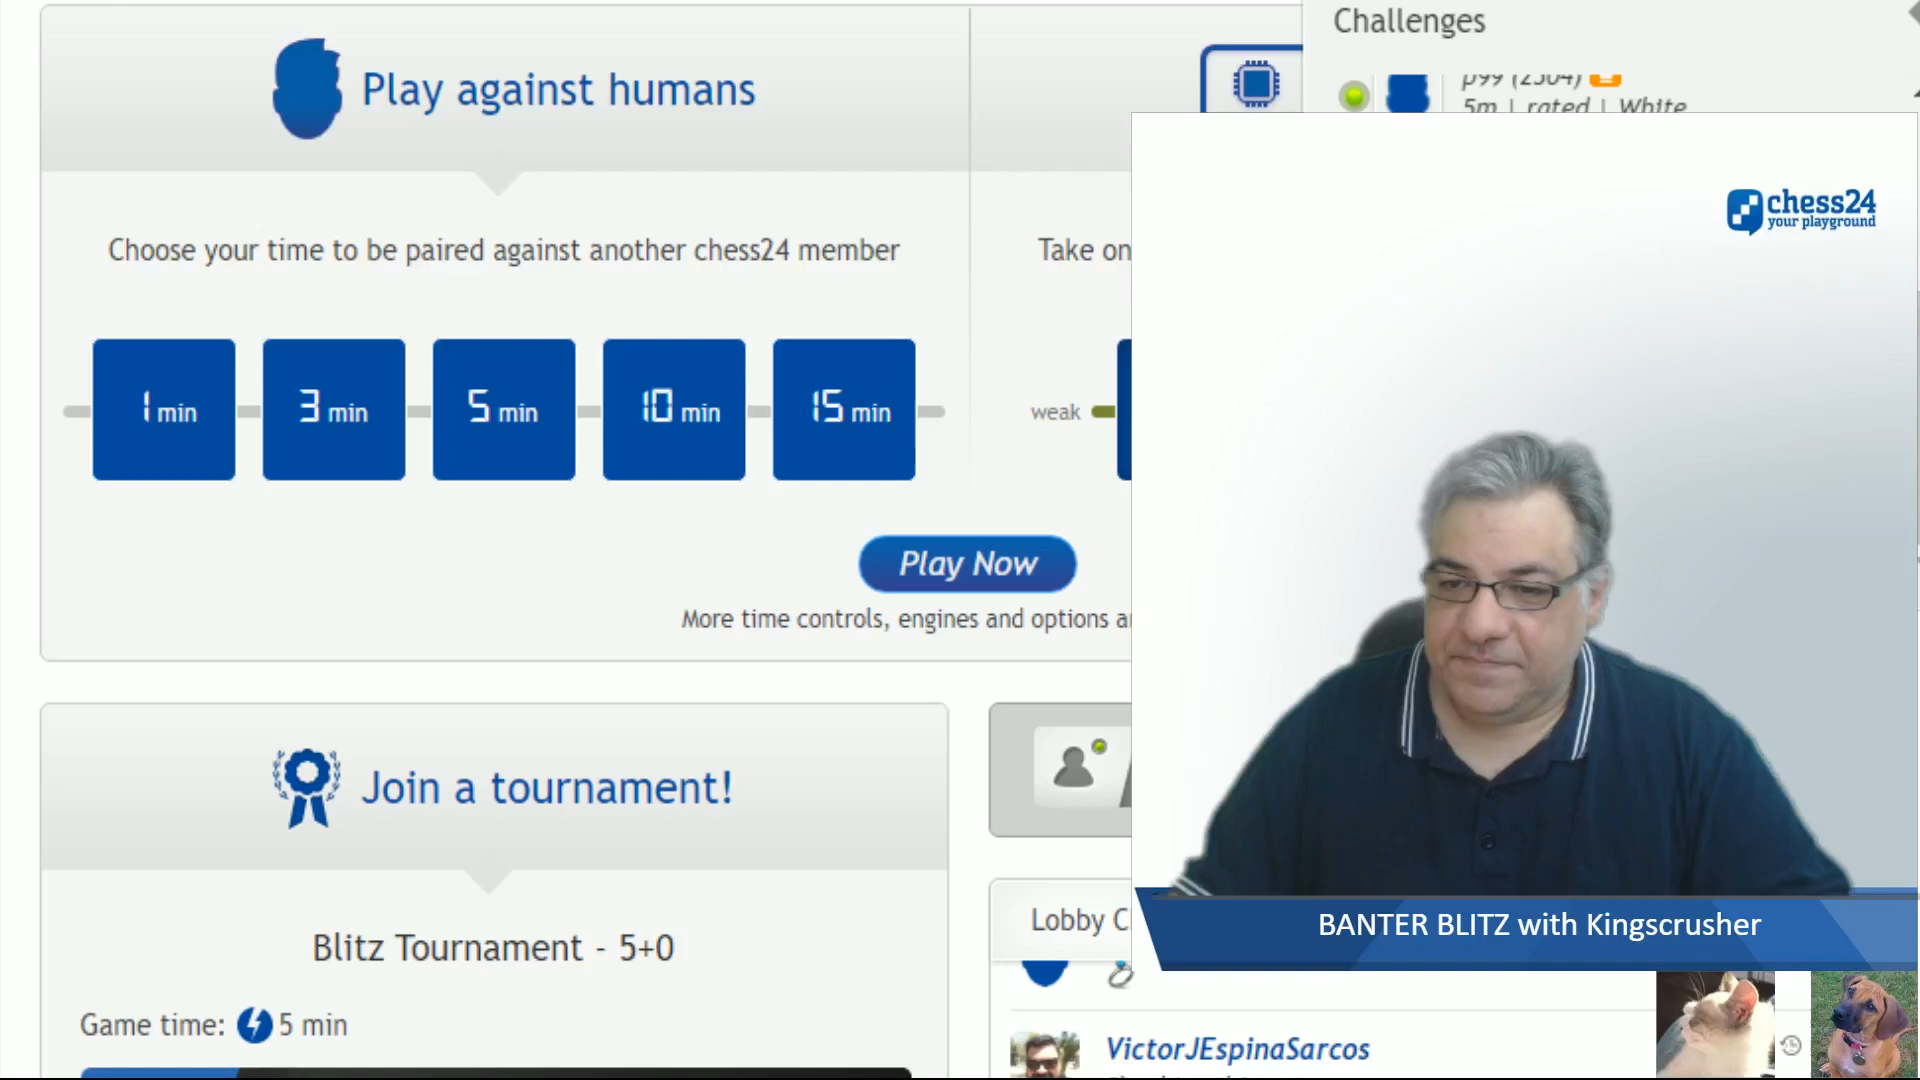 Play against humans
Choose your time to be paired against another chess24 member
1 min
3 min
5 min
10 min
15 min
Play Now
More time controls, engines and options a
Take on
weak
Challenges
p99 (2504)
5m | rated | White
chess24
your playground
Join a tournament!
Blitz Tournament - 5+0
Game time: 5 min
Lobby C
BANTER BLITZ with Kingscrusher
VictorJEspinaSarcos